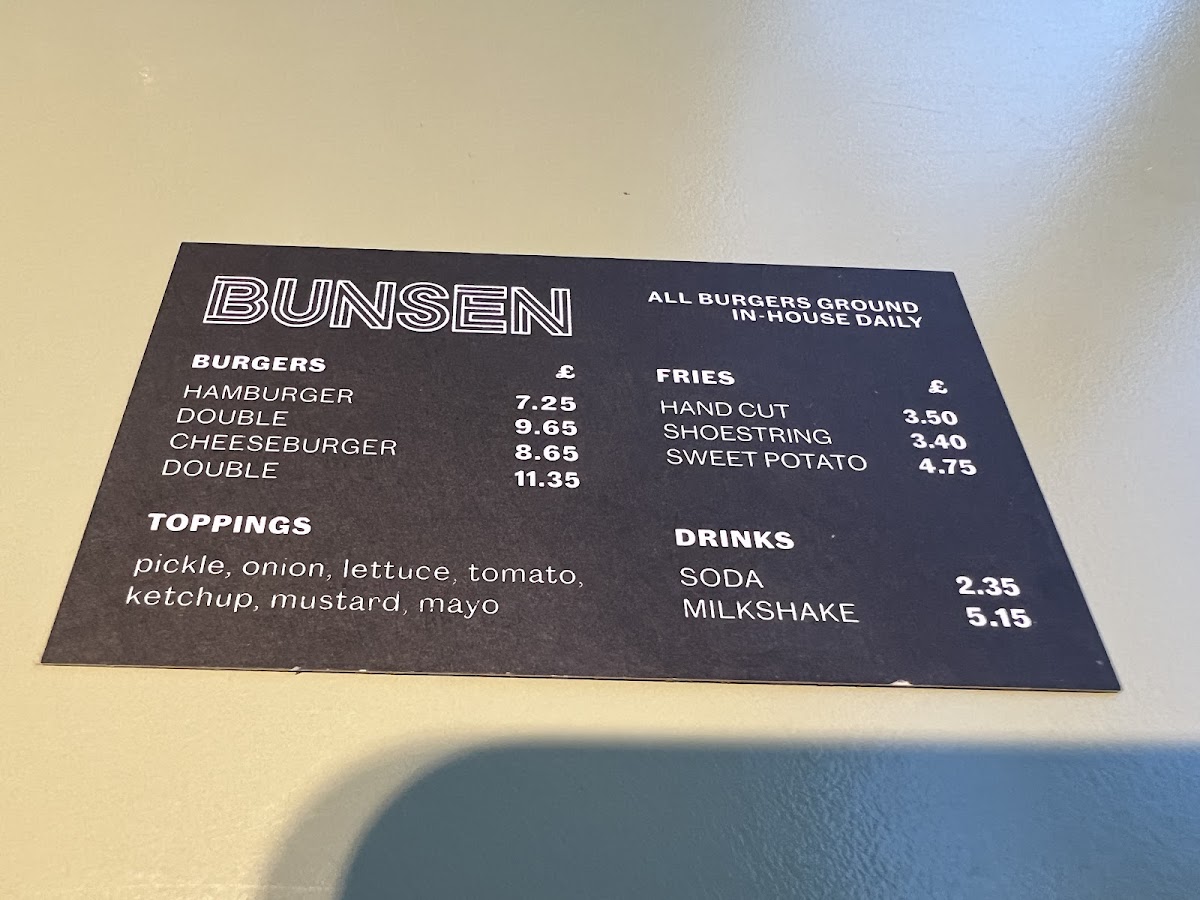 BUNSEN
ALL BURGERS GROUND
IN-HOUSE DAILY
BURGERS £
HAMBURGER 7.25
DOUBLE 9.65
CHEESEBURGER 8.65
DOUBLE 11.35
TOPPINGS
pickle, onion, lettuce, tomato,
ketchup, mustard, mayo
FRIES £
HAND CUT 3.50
SHOESTRING 3.40
SWEET POTATO 4.75
DRINKS
SODA 2.35
MILKSHAKE 5.15